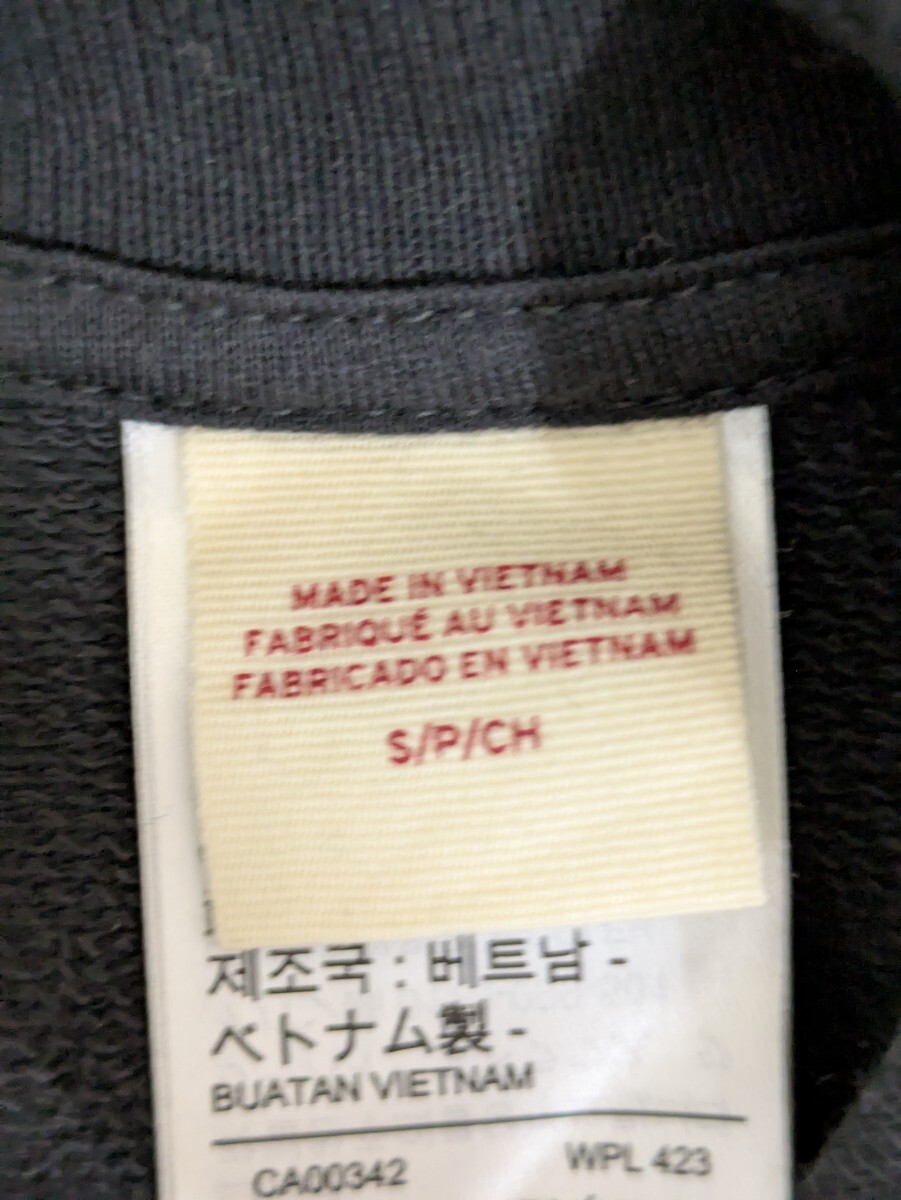 MADE IN VIETNAM
FABRIQUÉ AU VIETNAM
FABRICADO EN VIETNAM
S/P/CH
제조국 : 베트남 -
ベトナム製 -
BUATAN VIETNAM
CA00342 WPL 423